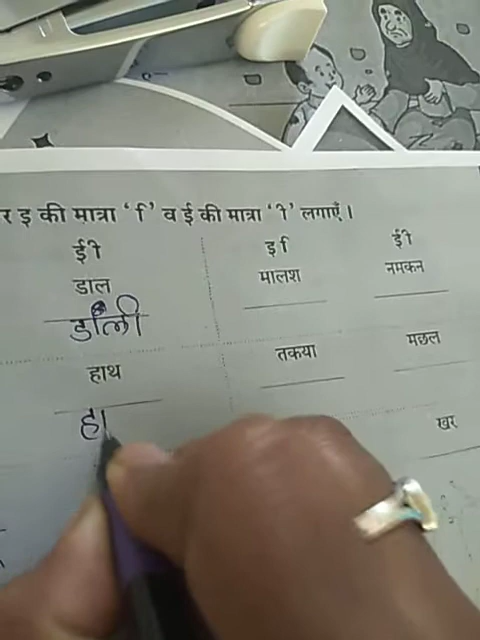 र इ की मात्रा ‘ि’ व ई की मात्रा ‘ी’ लगाएँ ।
ई ी इ ि ई ी
डाल मालश नमकन
डाली
हाथ तकया मछल
हा
खर